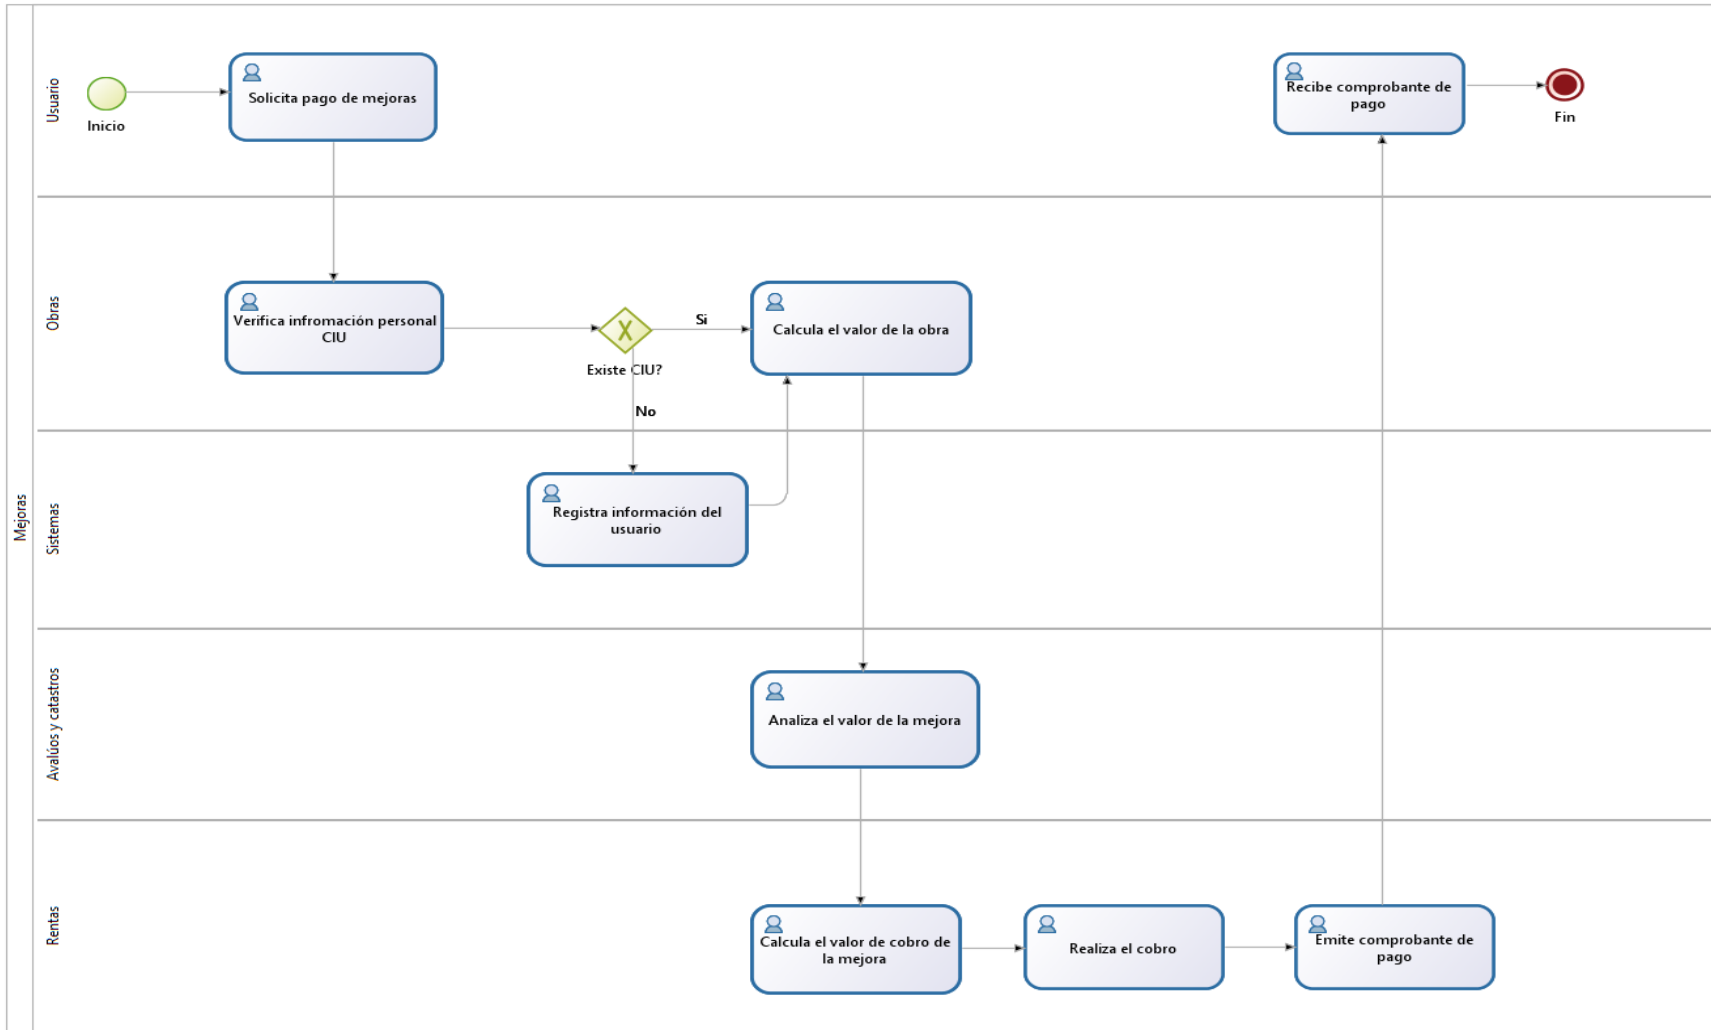 Mejoras
Usuario
Inicio
Solicita pago de mejoras
Recibe comprobante de
pago
Fin
Obras
Verifica infromación personal
CIU
Existe CIU?
Si
No
Calcula el valor de la obra
Sistemas
Registra información del
usuario
Avalúos y catastros
Analiza el valor de la mejora
Rentas
Calcula el valor de cobro de
la mejora
Realiza el cobro
Emite comprobante de
pago